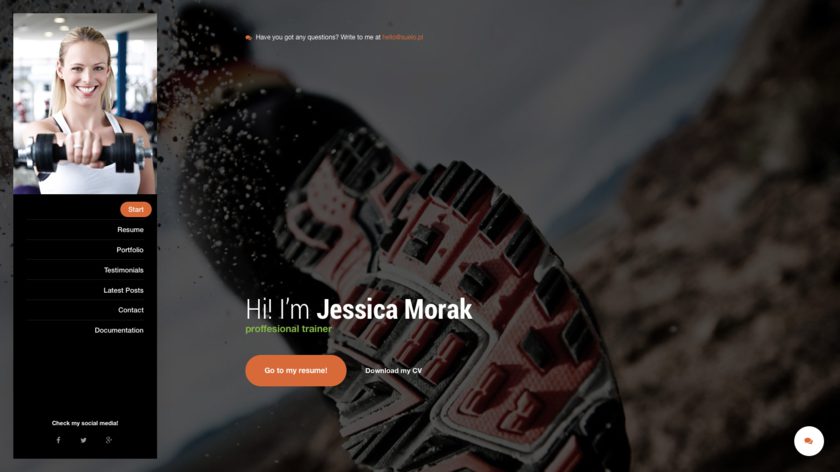 Have you got any questions? Write to me at hello@suelo.pl
Start
Resume
Portfolio
Testimonials
Latest Posts
Contact
Documentation
Hi! I'm Jessica Morak
proffesional trainer
Go to my resume!
Download my CV
Check my social media!